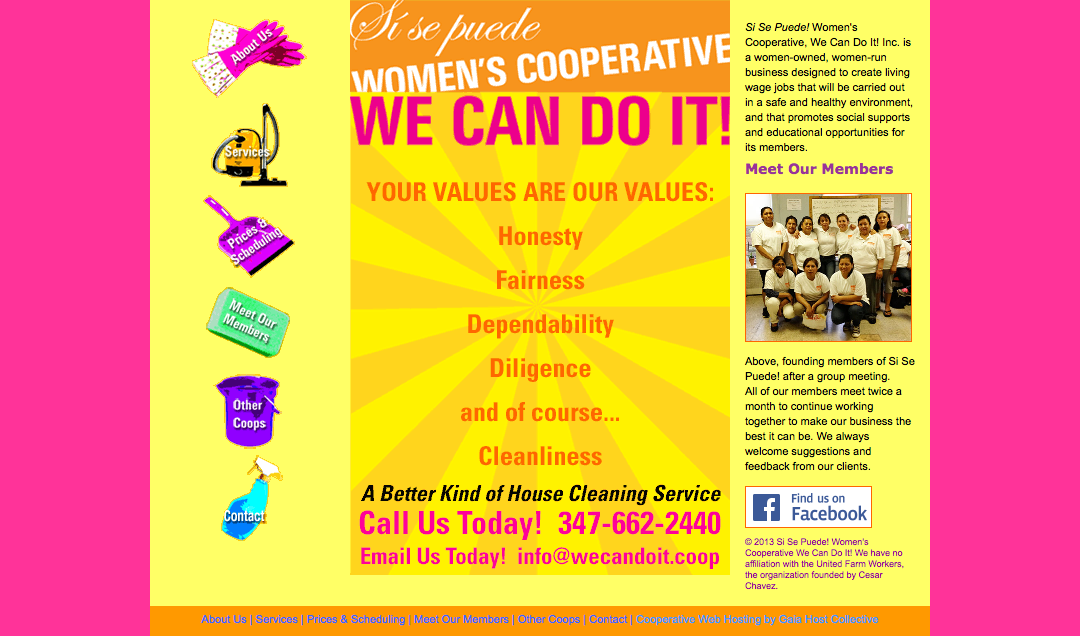 About Us
Services
Prices &
Scheduling
Meet Our
Members
Other
Coops
Contact
Sí se puede
WOMEN'S COOPERATIVE
WE CAN DO IT!
YOUR VALUES ARE OUR VALUES:
Honesty
Fairness
Dependability
Diligence
and of course...
Cleanliness
A Better Kind of House Cleaning Service
Call Us Today! 347-662-2440
Email Us Today! info@wecandoit.coop
Si Se Puede! Women's
Cooperative, We Can Do It! Inc. is
a women-owned, women-run
business designed to create living
wage jobs that will be carried out
in a safe and healthy environment,
and that promotes social supports
and educational opportunities for
its members.
Meet Our Members
Above, founding members of Si Se
Puede! after a group meeting.
All of our members meet twice a
month to continue working
together to make our business the
best it can be. We always
welcome suggestions and
feedback from our clients.
Find us on
Facebook
© 2013 Si Se Puede! Women's
Cooperative We Can Do It! We have no
affiliation with the United Farm Workers,
the organization founded by Cesar
Chavez.
About Us | Services | Prices & Scheduling | Meet Our Members | Other Coops | Contact | Cooperative Web Hosting by Gaia Host Collective